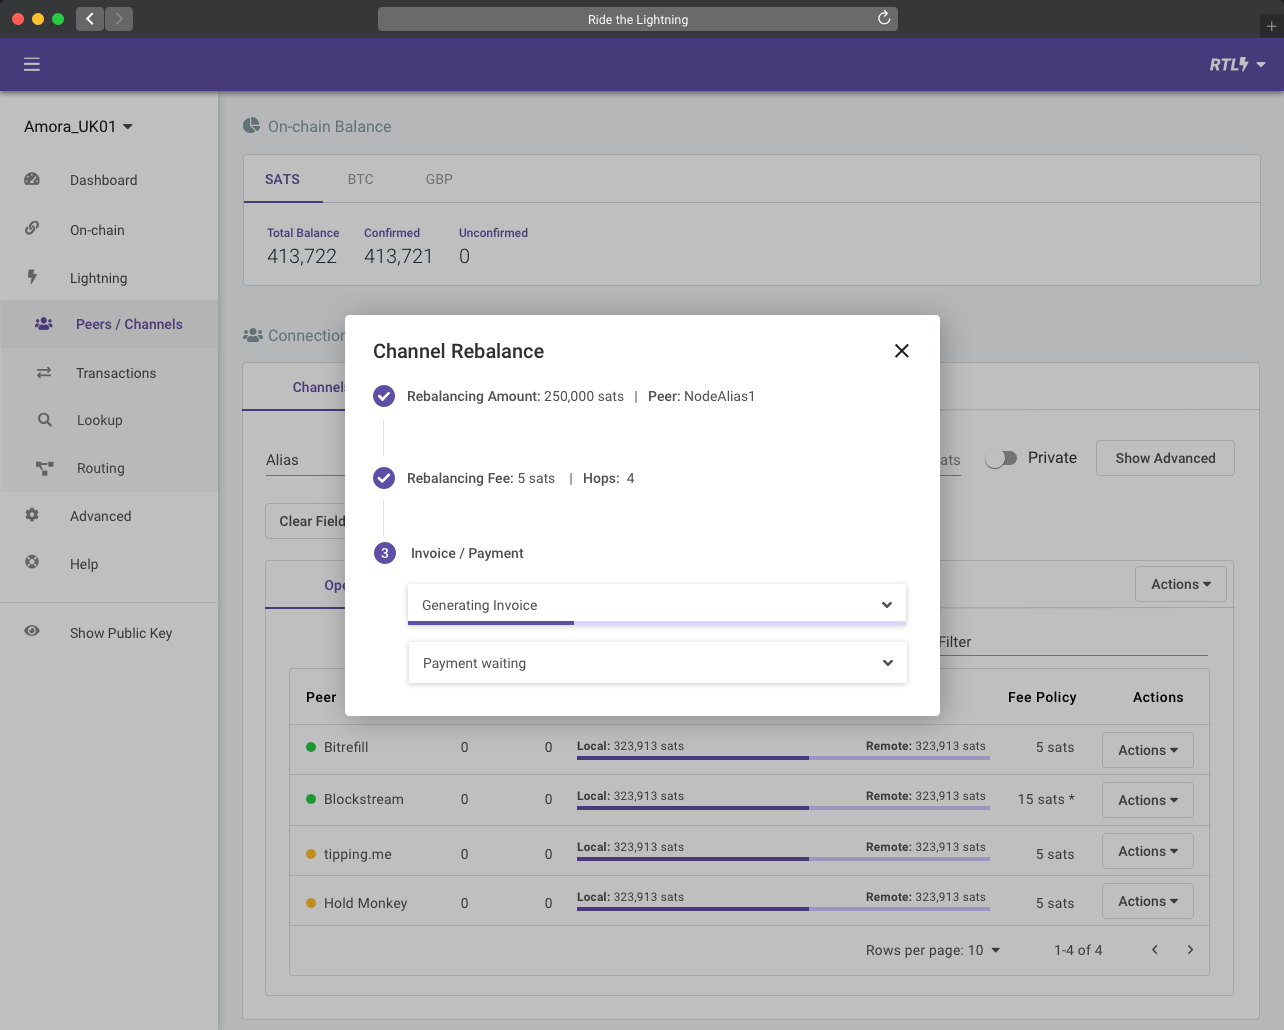 Ride the Lightning
RTL
Amora_UK01
Dashboard
On-chain
Lightning
Peers / Channels
Transactions
Lookup
Routing
Advanced
Help
Show Public Key
On-chain Balance
SATS BTC GBP
Total Balance Confirmed Unconfirmed
413,722 413,721 0
Connection
Channels
Alias ats Private Show Advanced
Clear Field
Ope Actions
Filter
Channel Rebalance
Rebalancing Amount: 250,000 sats | Peer: NodeAlias1
Rebalancing Fee: 5 sats | Hops: 4
3 Invoice / Payment
Generating Invoice
Payment waiting
Peer Fee Policy Actions
Bitrefill 0 0 Local: 323,913 sats Remote: 323,913 sats 5 sats Actions
Blockstream 0 0 Local: 323,913 sats Remote: 323,913 sats 15 sats * Actions
tipping.me 0 0 Local: 323,913 sats Remote: 323,913 sats 5 sats Actions
Hold Monkey 0 0 Local: 323,913 sats Remote: 323,913 sats 5 sats Actions
Rows per page: 10 1-4 of 4